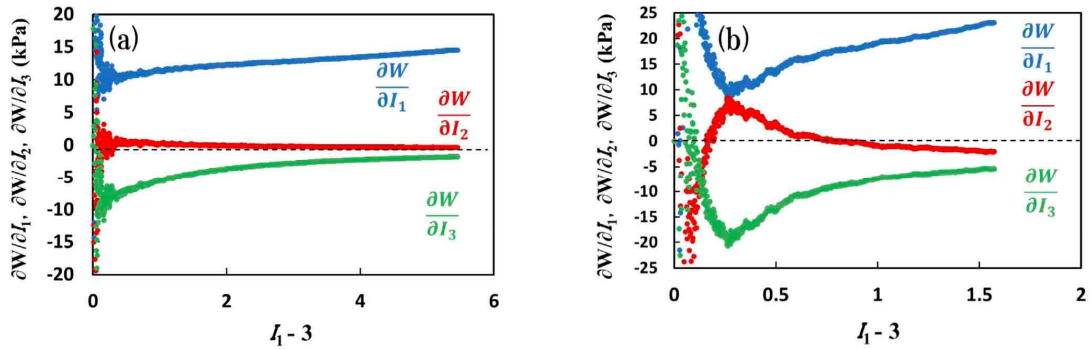 (a)
∂W/∂I₁, ∂W/∂I₂, ∂W/∂I₃ (kPa)
20
15
10
5
0
-5
-10
-15
-20
0
2
4
6
I₁ - 3
∂W
∂I₁
∂W
∂I₂
∂W
∂I₃
(b)
∂W/∂I₁, ∂W/∂I₂, ∂W/∂I₃ (kPa)
25
20
15
10
5
0
-5
-10
-15
-20
-25
0
0.5
1
1.5
2
I₁ - 3
∂W
∂I₁
∂W
∂I₂
∂W
∂I₃